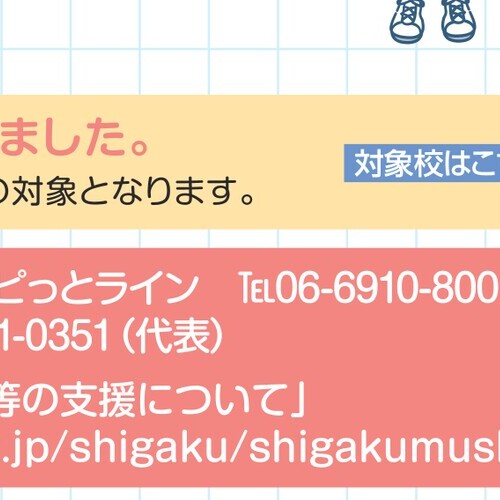 ました。
の対象となります。
対象校はこ
ピっとライン ℡06-6910-800
1-0351（代表）
等の支援について」
.jp/shigaku/shigakumus